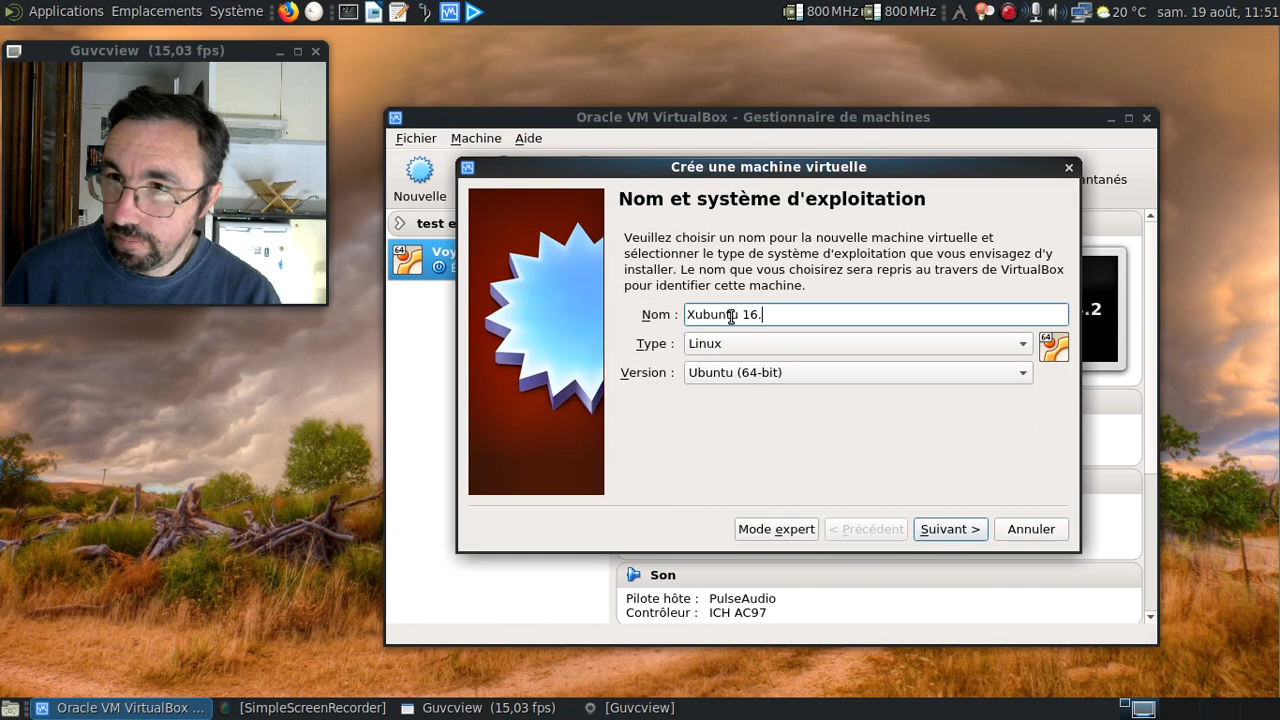 Applications Emplacements Système
800 MHz 800 MHz 20 °C sam. 19 août, 11:51
Guvcview (15,03 fps)
Oracle VM VirtualBox - Gestionnaire de machines
Fichier Machine Aide
Nouvelle
antanés
test e
64
Voy
.2
Crée une machine virtuelle
Nom et système d'exploitation
Veuillez choisir un nom pour la nouvelle machine virtuelle et
sélectionner le type de système d'exploitation que vous envisagez d'y
installer. Le nom que vous choisirez sera repris au travers de VirtualBox
pour identifier cette machine.
Nom : Xubuntu 16.
Type : Linux
64
Version : Ubuntu (64-bit)
Mode expert < Précédent Suivant > Annuler
Son
Pilote hôte : PulseAudio
Contrôleur : ICH AC97
Oracle VM VirtualBox ... [SimpleScreenRecorder] Guvcview (15,03 fps) [Guvcview]